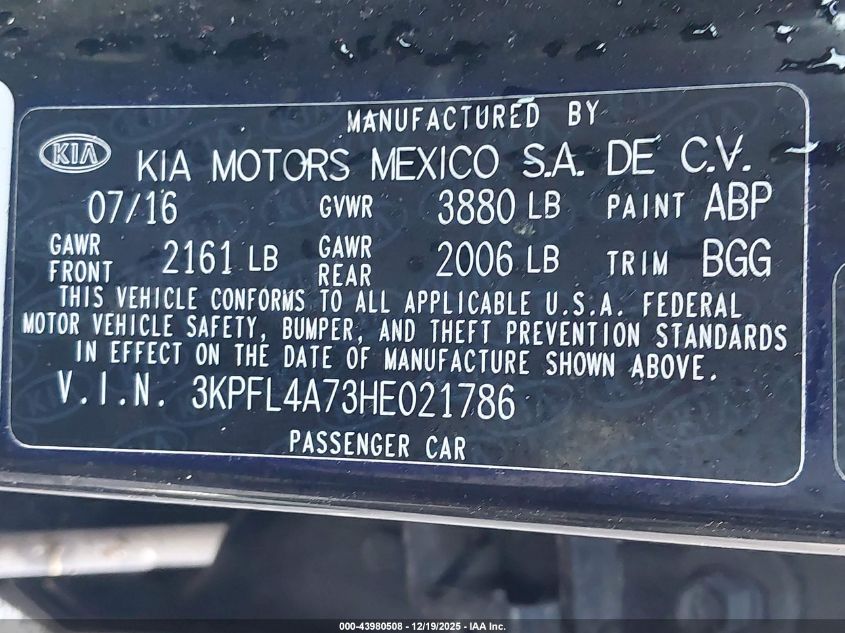 MANUFACTURED BY
KIA KIA MOTORS MEXICO S.A. DE C.V.
07/16 GVWR 3880 LB PAINT ABP
GAWR FRONT 2161 LB GAWR REAR 2006 LB TRIM BGG
THIS VEHICLE CONFORMS TO ALL APPLICABLE U.S.A. FEDERAL
MOTOR VEHICLE SAFETY, BUMPER, AND THEFT PREVENTION STANDARDS
IN EFFECT ON THE DATE OF MANUFACTURE SHOWN ABOVE.
V.I.N. 3KPFL4A73HE021786
PASSENGER CAR
000-43980508 - 12/19/2025 - IAA Inc.